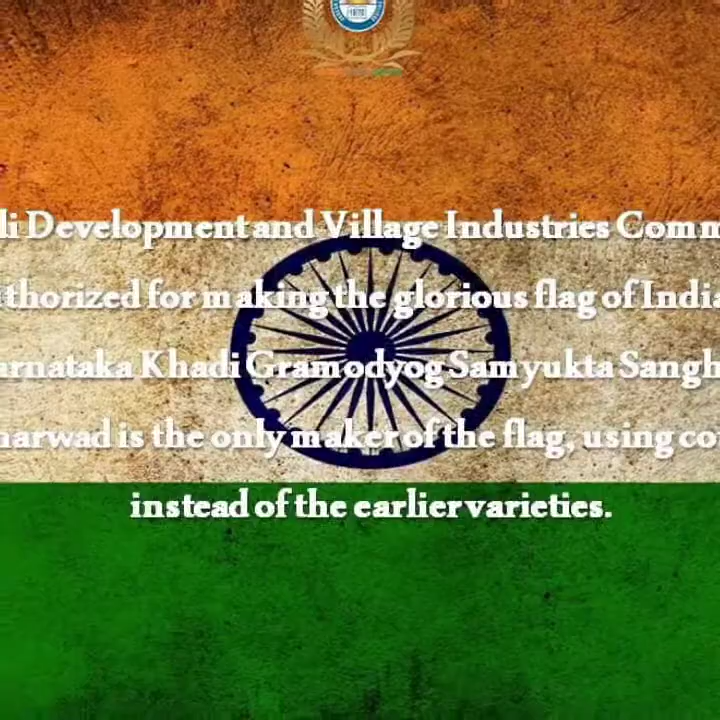 li Development and Village Industries Comm
thorized for making the glorious flag of India
arnataka Khadi Gramodyog Samyukta Sangh
harwad is the only maker of the flag, using co
instead of the earlier varieties.